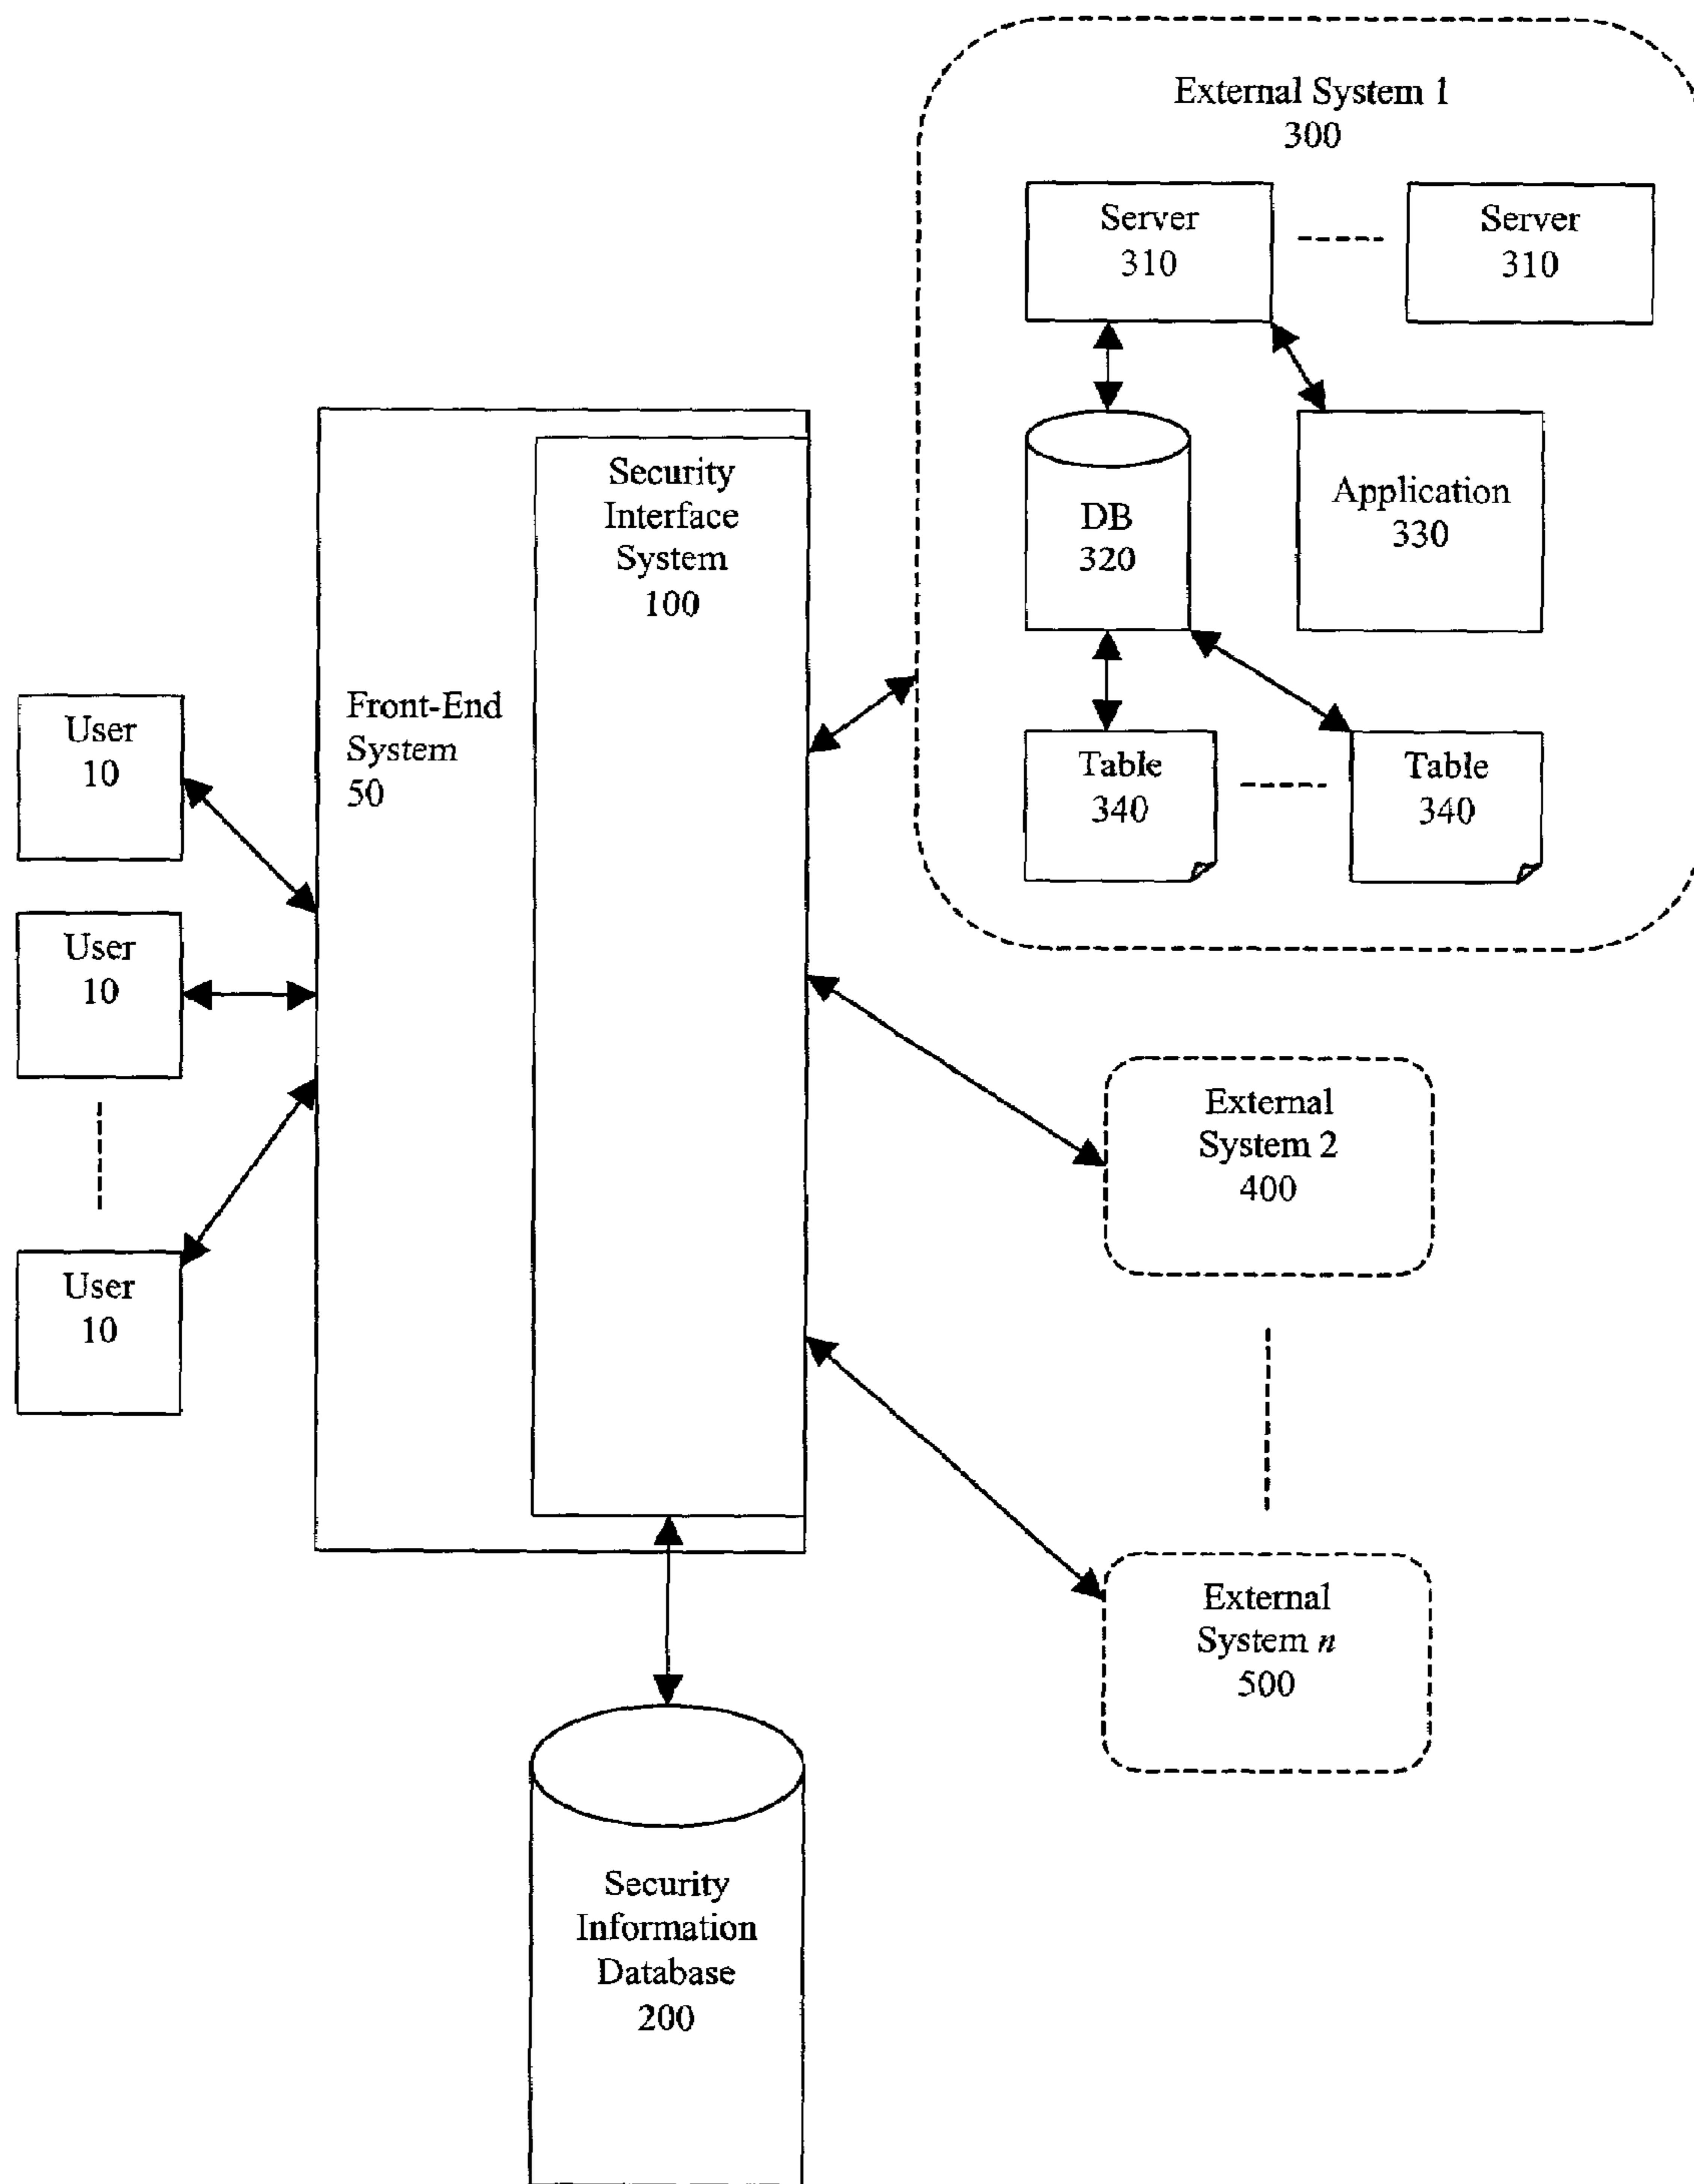 External System 1
300
Server
310
Server
310
Security
Interface
System
100
DB
320
Application
330
Front-End
System
50
User
10
Table
340
Table
340
User
10
External
System 2
400
User
10
External
System n
500
Security
Information
Database
200